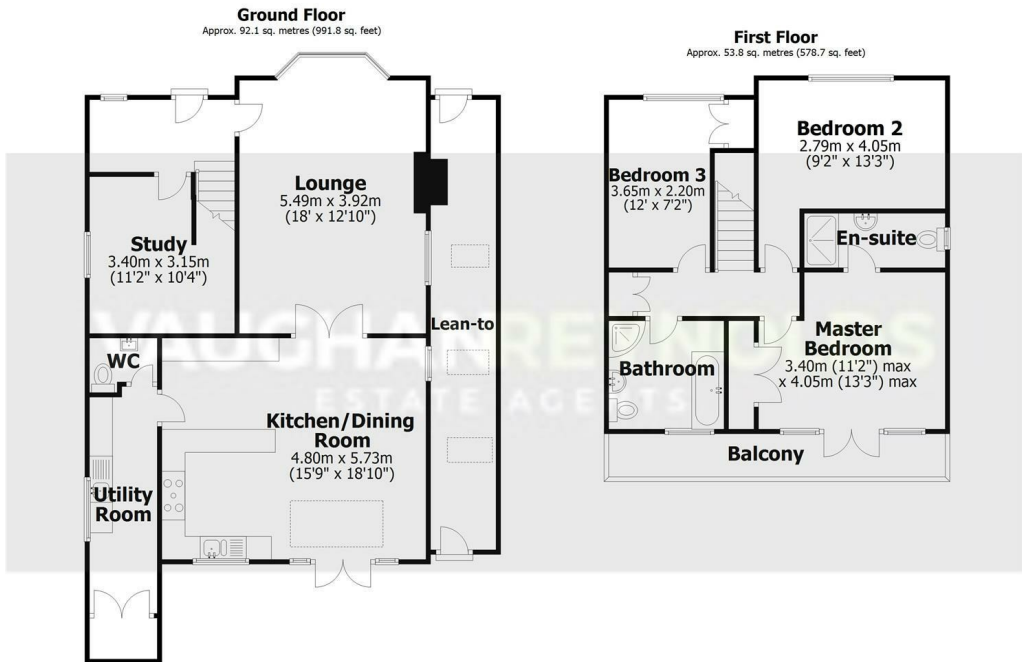 Ground Floor
Approx. 92.1 sq. metres (991.8 sq. feet)
Lounge
5.49m x 3.92m
(18' x 12'10")
Study
3.40m x 3.15m
(11'2" x 10'4")
Lean-to
WC
Kitchen/Dining
Room
4.80m x 5.73m
(15'9" x 18'10")
Utility
Room
First Floor
Approx. 53.8 sq. metres (578.7 sq. feet)
Bedroom 2
2.79m x 4.05m
(9'2" x 13'3")
Bedroom 3
3.65m x 2.20m
(12' x 7'2")
En-suite
Master
Bedroom
3.40m (11'2") max
x 4.05m (13'3") max
Bathroom
Balcony
ESTATE AGENTS